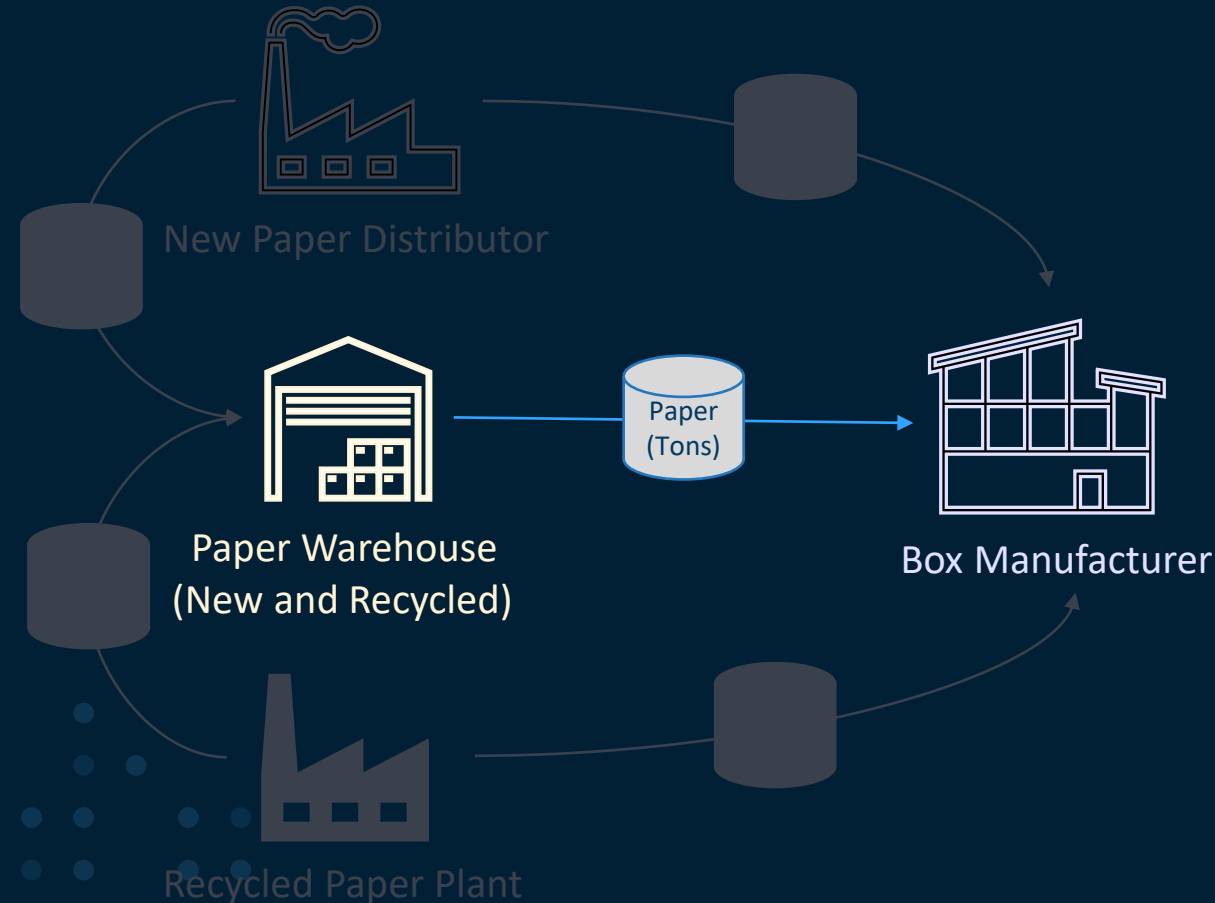 New Paper Distributor
Paper
(Tons)
Paper Warehouse
(New and Recycled)
Box Manufacturer
Recycled Paper Plant